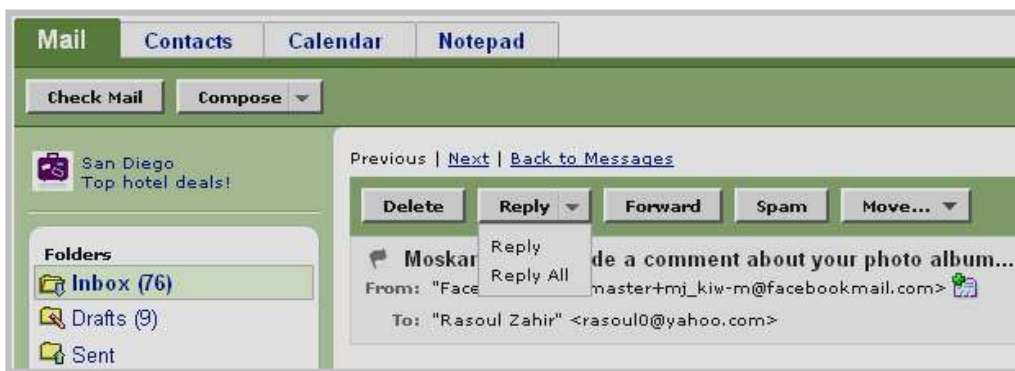 Mail Contacts Calendar Notepad
Check Mail Compose
San Diego
Top hotel deals!
Previous | Next | Back to Messages
Delete Reply Forward Spam Move...
Reply
Reply All
Folders
Inbox (76)
Drafts (9)
Sent
de a comment about your photo album...
From: "Face master+mj_kiw-m@facebookmail.com>
To: "Rasoul Zahir" <rasoul0@yahoo.com>